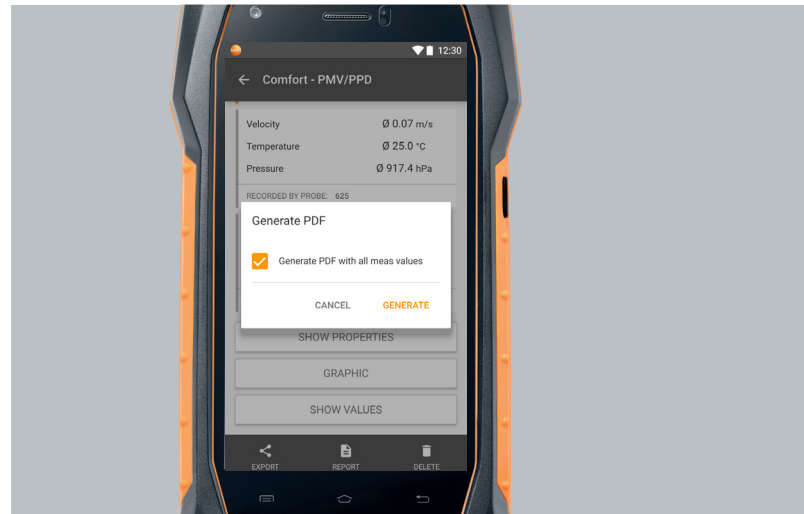 12:30
Comfort - PMV/PPD
Velocity Ø 0.07 m/s
Temperature Ø 25.0 °C
Pressure Ø 917.4 hPa
RECORDED BY PROBE: 625
Generate PDF
Generate PDF with all meas values
CANCEL GENERATE
SHOW PROPERTIES
GRAPHIC
SHOW VALUES
EXPORT REPORT DELETE